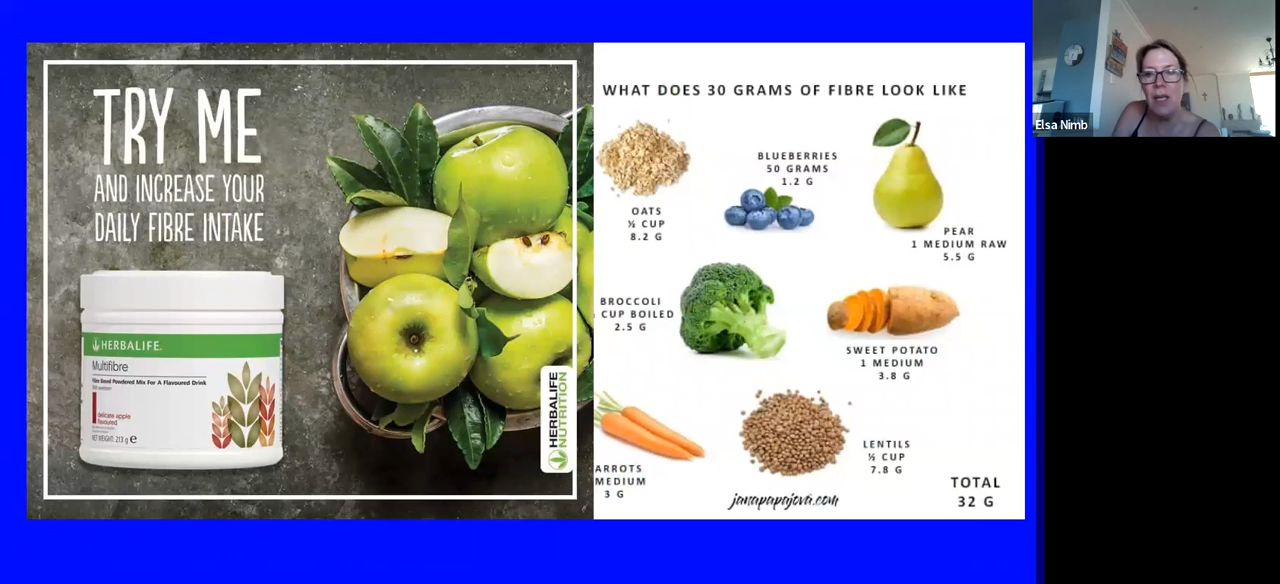 TRY ME
AND INCREASE YOUR
DAILY FIBRE INTAKE
HERBALIFE
Multifibre
Fibre Based Powdered Mix For A Flavoured Drink
delicate apple
flavoured
NET WEIGHT: 213 g e
HERBALIFE
NUTRITION
WHAT DOES 30 GRAMS OF FIBRE LOOK LIKE
OATS
½ CUP
8.2 G
BLUEBERRIES
50 GRAMS
1.2 G
PEAR
1 MEDIUM RAW
5.5 G
BROCCOLI
CUP BOILED
2.5 G
SWEET POTATO
1 MEDIUM
3.8 G
ARROTS
MEDIUM
3 G
LENTILS
½ CUP
7.8 G
janapapajova.com
TOTAL
32 G
Elsa Nimb